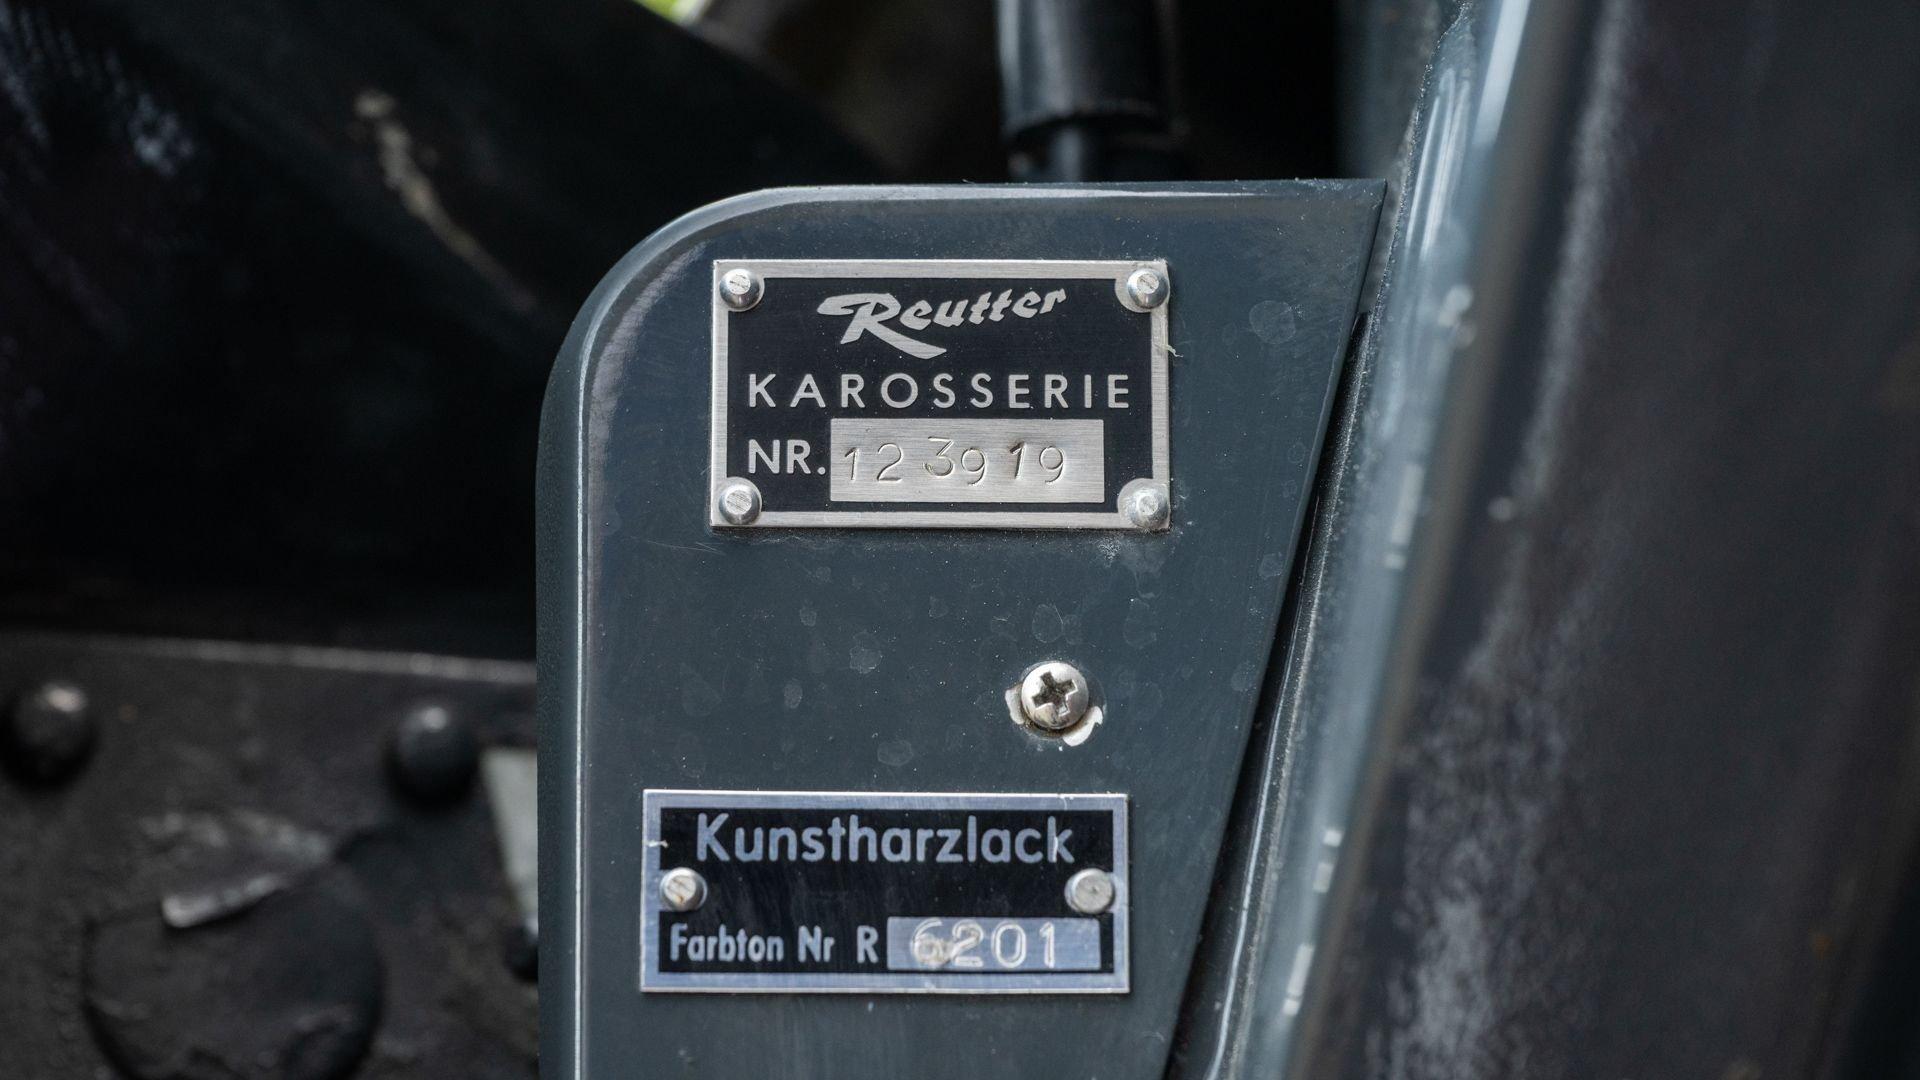 Reutter
KAROSSERIE
NR. 123919
Kunstharzlack
Farbton Nr R 6201